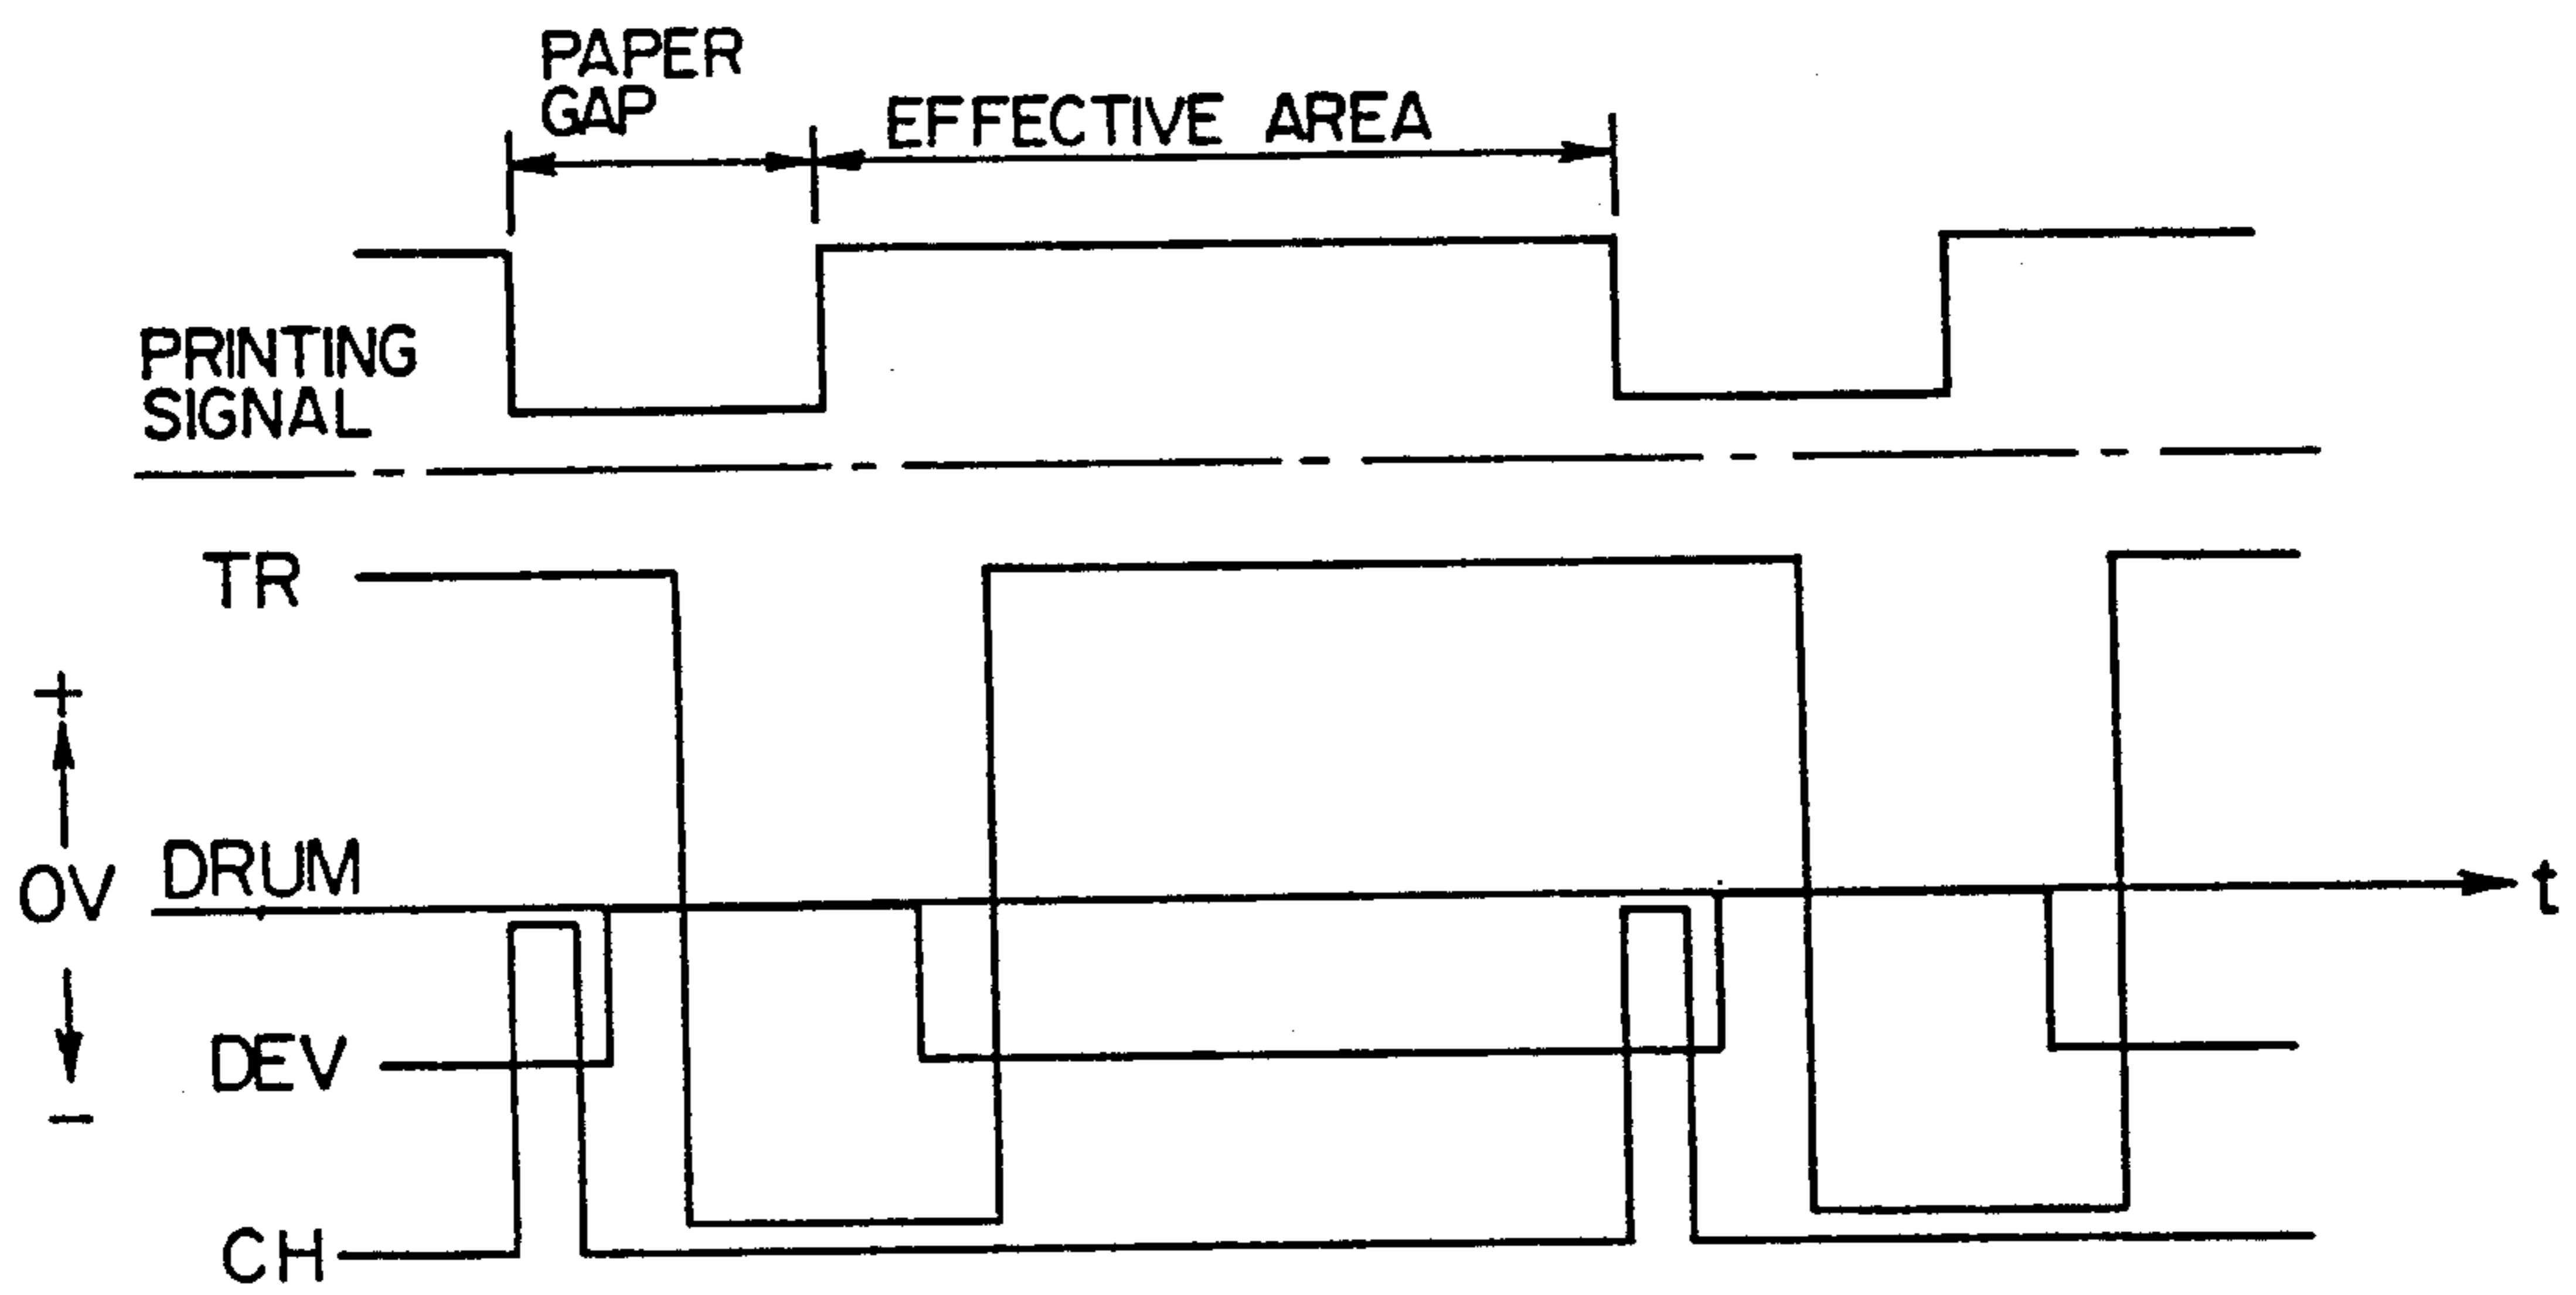 PAPER
GAP
EFFECTIVE AREA
PRINTING
SIGNAL
TR
+
0V
DRUM
t
DEV
−
CH